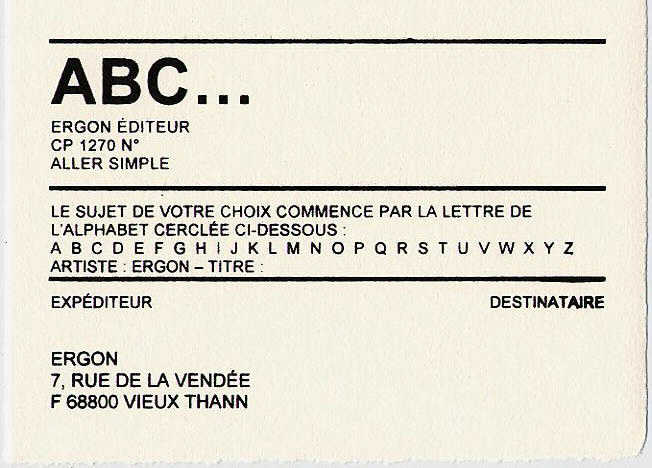 ABC...
ERGON ÉDITEUR
CP 1270 N°
ALLER SIMPLE
LE SUJET DE VOTRE CHOIX COMMENCE PAR LA LETTRE DE
L'ALPHABET CERCLÉE CI-DESSOUS :
A B C D E F G H I J K L M N O P Q R S T U V W X Y Z
ARTISTE : ERGON – TITRE :
EXPÉDITEUR DESTINATAIRE
ERGON
7, RUE DE LA VENDÉE
F 68800 VIEUX THANN